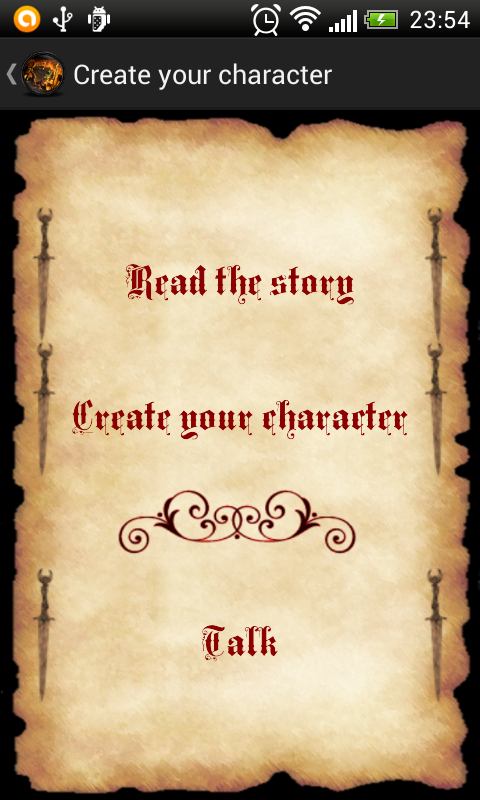 23:54
Create your character
Read the story
Create your character
Talk